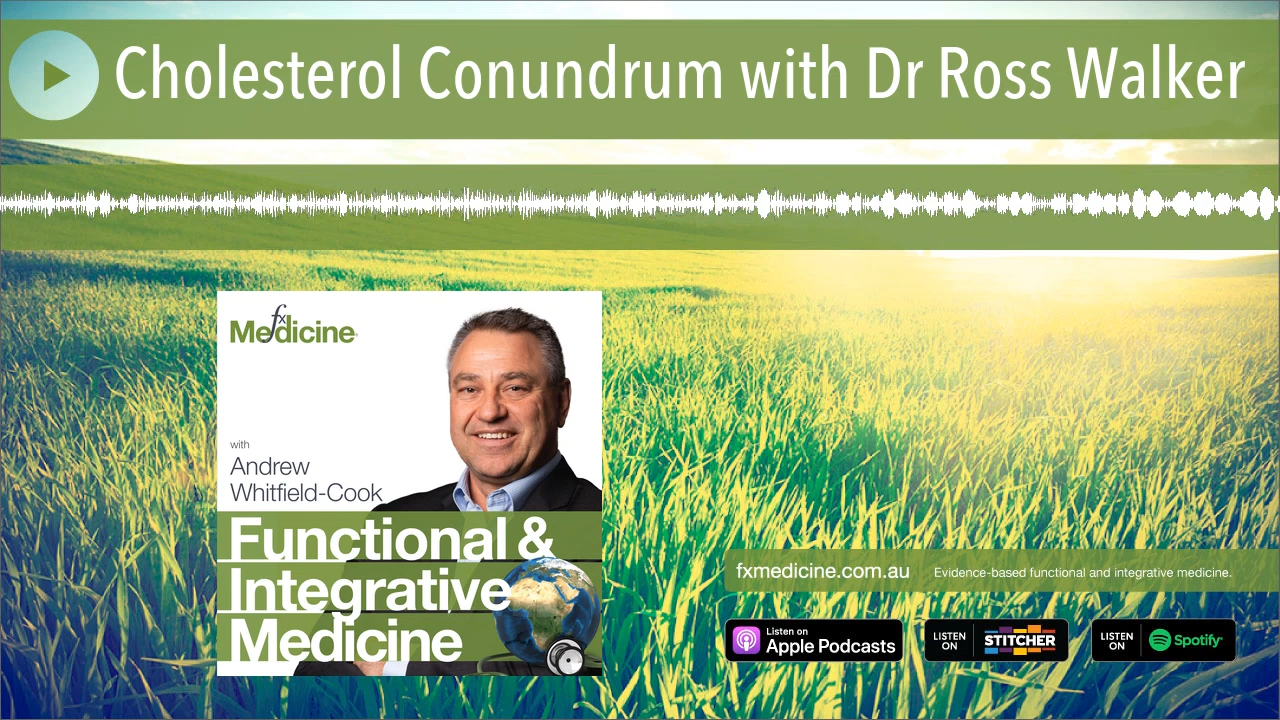 Cholesterol Conundrum with Dr Ross Walker
fx
Medicine
with
Andrew
Whitfield-Cook
Functional &
Integrative
Medicine
fxmedicine.com.au
Evidence-based functional and integrative medicine.
Listen on
Apple Podcasts
LISTEN
ON
STITCHER
LISTEN
ON
Spotify